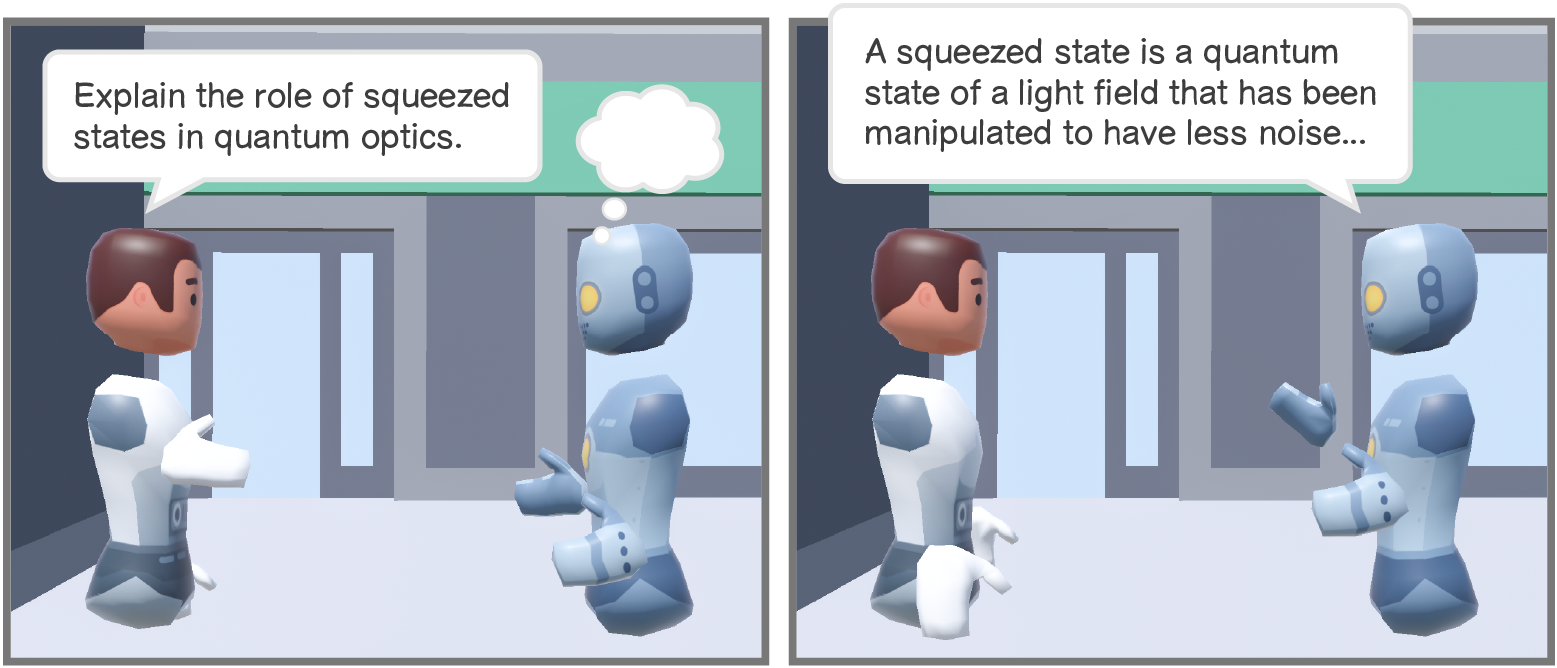 Explain the role of squeezed
states in quantum optics.
A squeezed state is a quantum
state of a light field that has been
manipulated to have less noise...